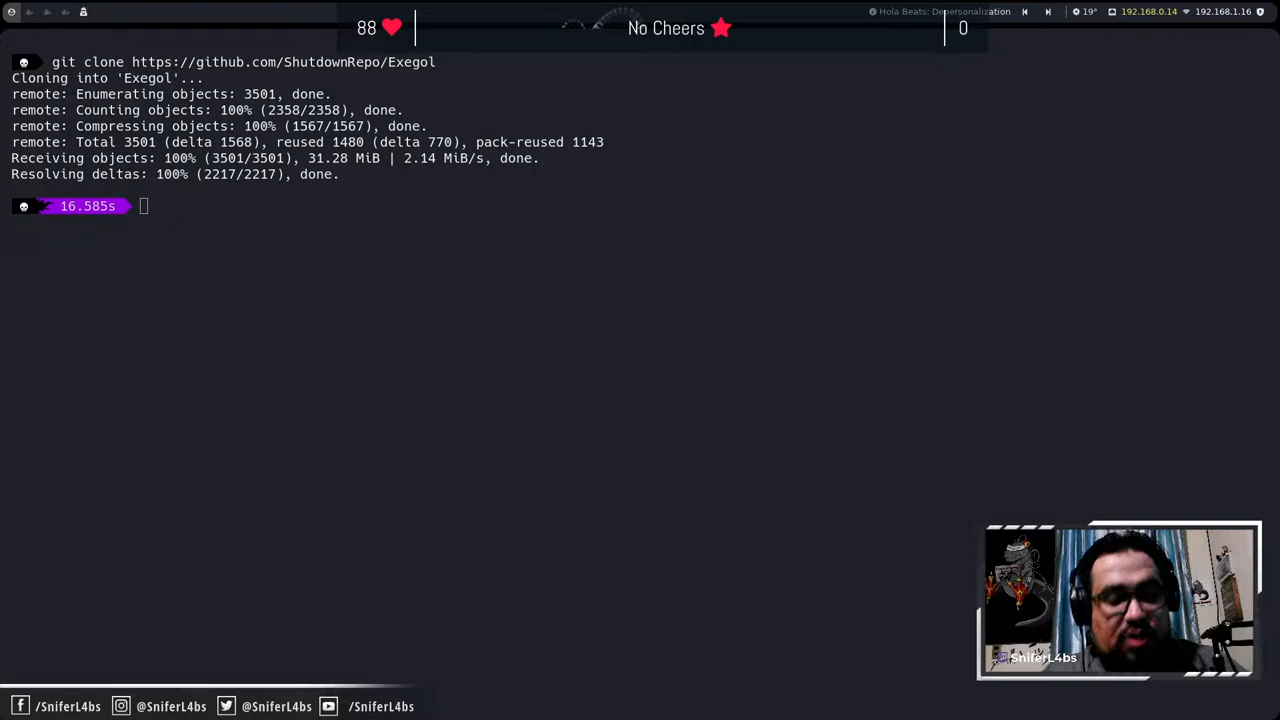 Hola Beats: Depersonalization
19°
192.168.0.14
192.168.1.16
88
No Cheers
0
git clone https://github.com/ShutdownRepo/Exegol
Cloning into 'Exegol'...
remote: Enumerating objects: 3501, done.
remote: Counting objects: 100% (2358/2358), done.
remote: Compressing objects: 100% (1567/1567), done.
remote: Total 3501 (delta 1568), reused 1480 (delta 770), pack-reused 1143
Receiving objects: 100% (3501/3501), 31.28 MiB | 2.14 MiB/s, done.
Resolving deltas: 100% (2217/2217), done.
16.585s
SniferL4bs
/SniferL4bs
@SniferL4bs
@SniferL4bs
/SniferL4bs